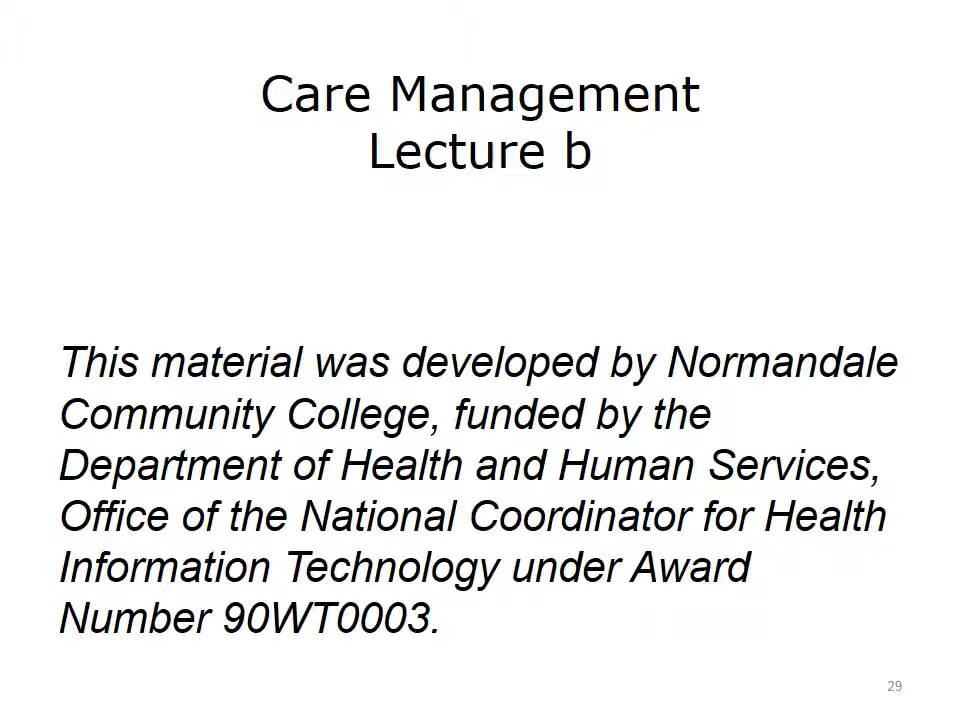 Care Management
Lecture b
This material was developed by Normandale
Community College, funded by the
Department of Health and Human Services,
Office of the National Coordinator for Health
Information Technology under Award
Number 90WT0003.
29